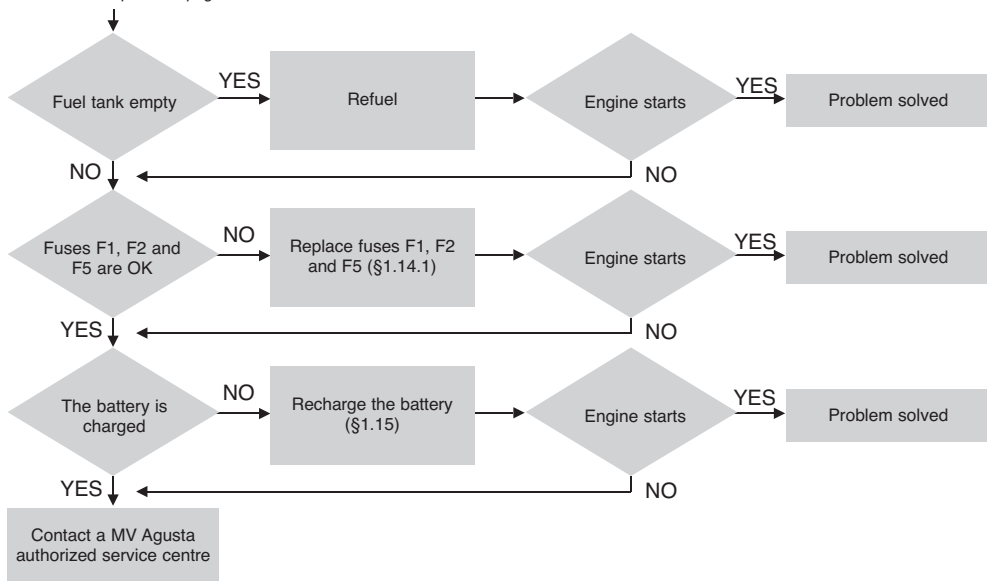 Fuel tank empty
YES
Refuel
Engine starts
YES
Problem solved
NO
NO
Fuses F1, F2 and
F5 are OK
NO
Replace fuses F1, F2
and F5 (§1.14.1)
Engine starts
YES
Problem solved
YES
NO
The battery is
charged
NO
Recharge the battery
(§1.15)
Engine starts
YES
Problem solved
YES
NO
Contact a MV Agusta
authorized service centre